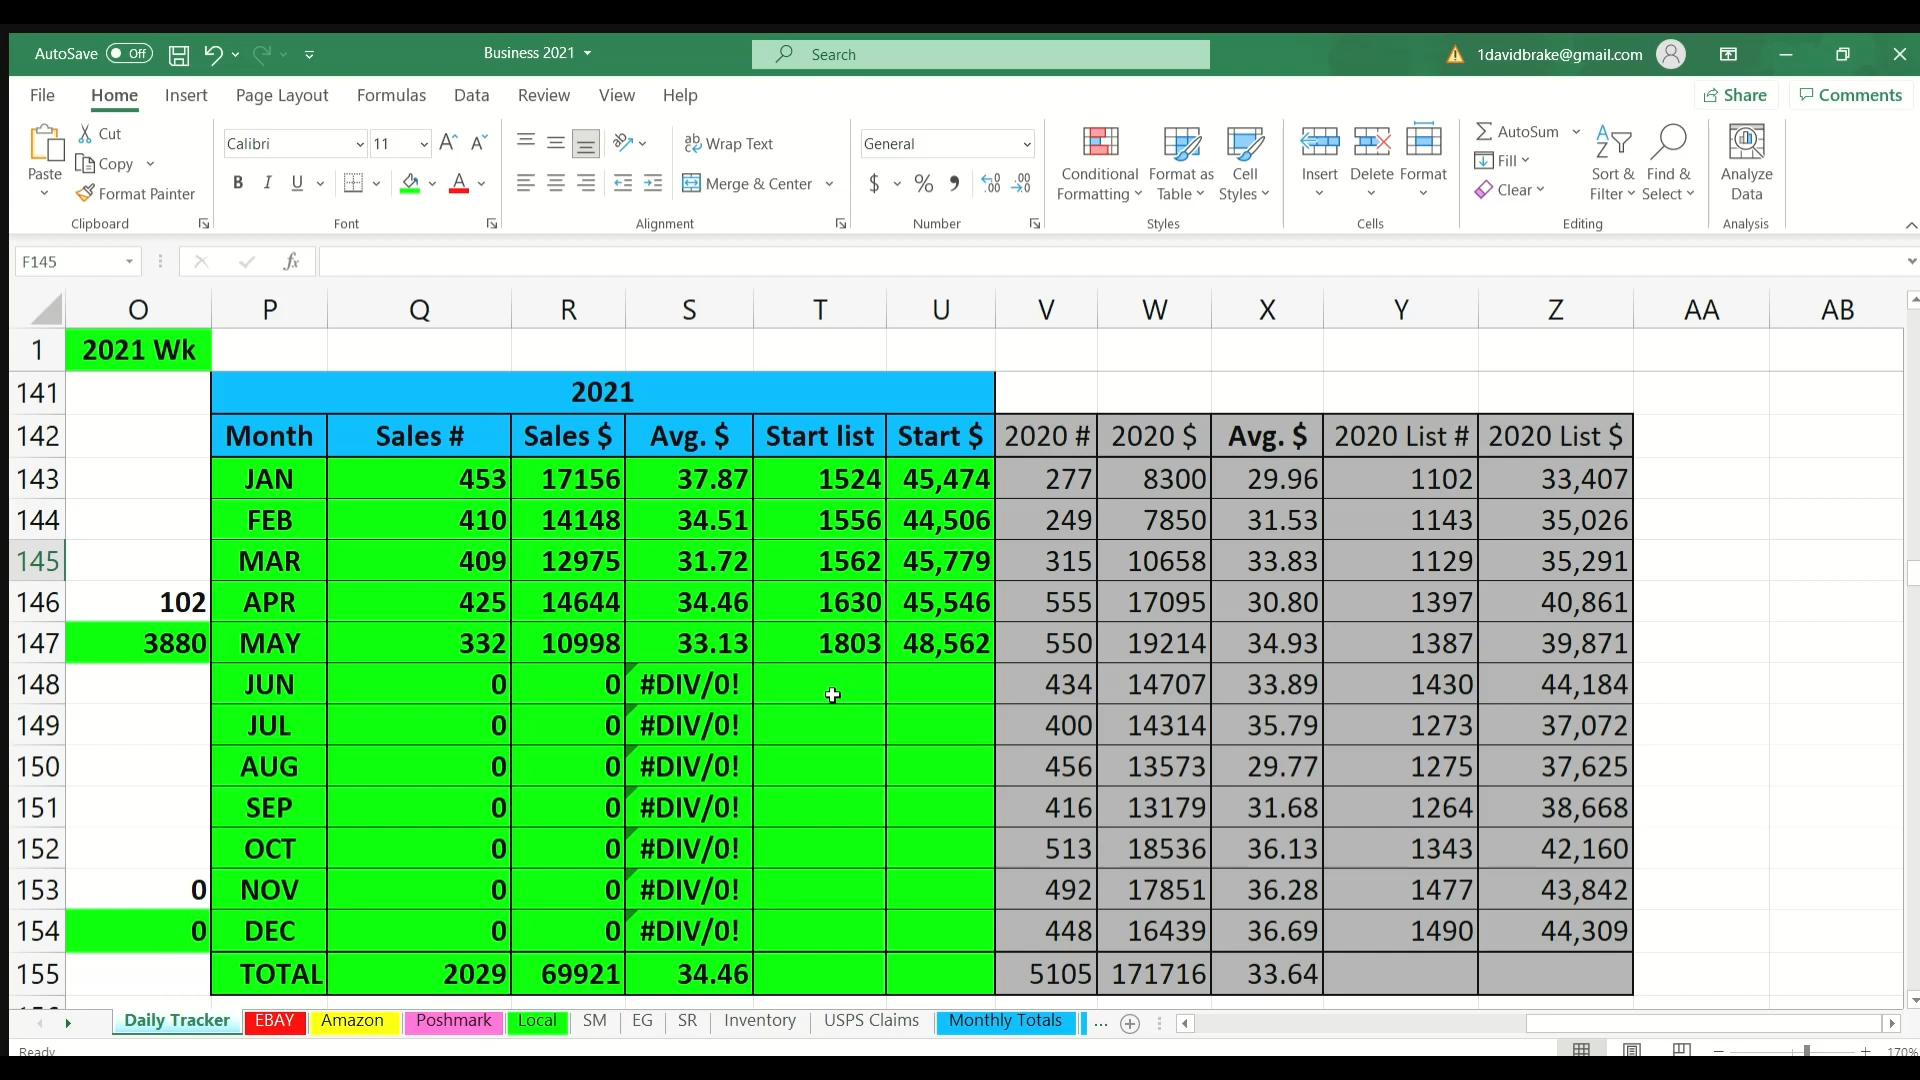 AutoSave Off Business 2021 Search 1davidbrake@gmail.com
File Home Insert Page Layout Formulas Data Review View Help Share Comments
Paste Cut Copy Format Painter Clipboard
Calibri 11 B I U A Font
Wrap Text Merge & Center Alignment
General $ % Number
Conditional Formatting Format as Table Cell Styles Styles
Insert Delete Format Cells
AutoSum Fill Clear Sort & Filter Find & Select Editing
Analyze Data Analysis
F145 fx
O P Q R S T U V W X Y Z AA AB
1 2021 Wk
141 2021
142 Month Sales # Sales $ Avg. $ Start list Start $ 2020 # 2020 $ Avg. $ 2020 List # 2020 List $
143 JAN 453 17156 37.87 1524 45,474 277 8300 29.96 1102 33,407
144 FEB 410 14148 34.51 1556 44,506 249 7850 31.53 1143 35,026
145 MAR 409 12975 31.72 1562 45,779 315 10658 33.83 1129 35,291
146 102 APR 425 14644 34.46 1630 45,546 555 17095 30.80 1397 40,861
147 3880 MAY 332 10998 33.13 1803 48,562 550 19214 34.93 1387 39,871
148 JUN 0 0 #DIV/0! 434 14707 33.89 1430 44,184
149 JUL 0 0 #DIV/0! 400 14314 35.79 1273 37,072
150 AUG 0 0 #DIV/0! 456 13573 29.77 1275 37,625
151 SEP 0 0 #DIV/0! 416 13179 31.68 1264 38,668
152 OCT 0 0 #DIV/0! 513 18536 36.13 1343 42,160
153 0 NOV 0 0 #DIV/0! 492 17851 36.28 1477 43,842
154 0 DEC 0 0 #DIV/0! 448 16439 36.69 1490 44,309
155 TOTAL 2029 69921 34.46 5105 171716 33.64
Daily Tracker EBAY Amazon Poshmark Local SM EG SR Inventory USPS Claims Monthly Totals ...
Ready 170%